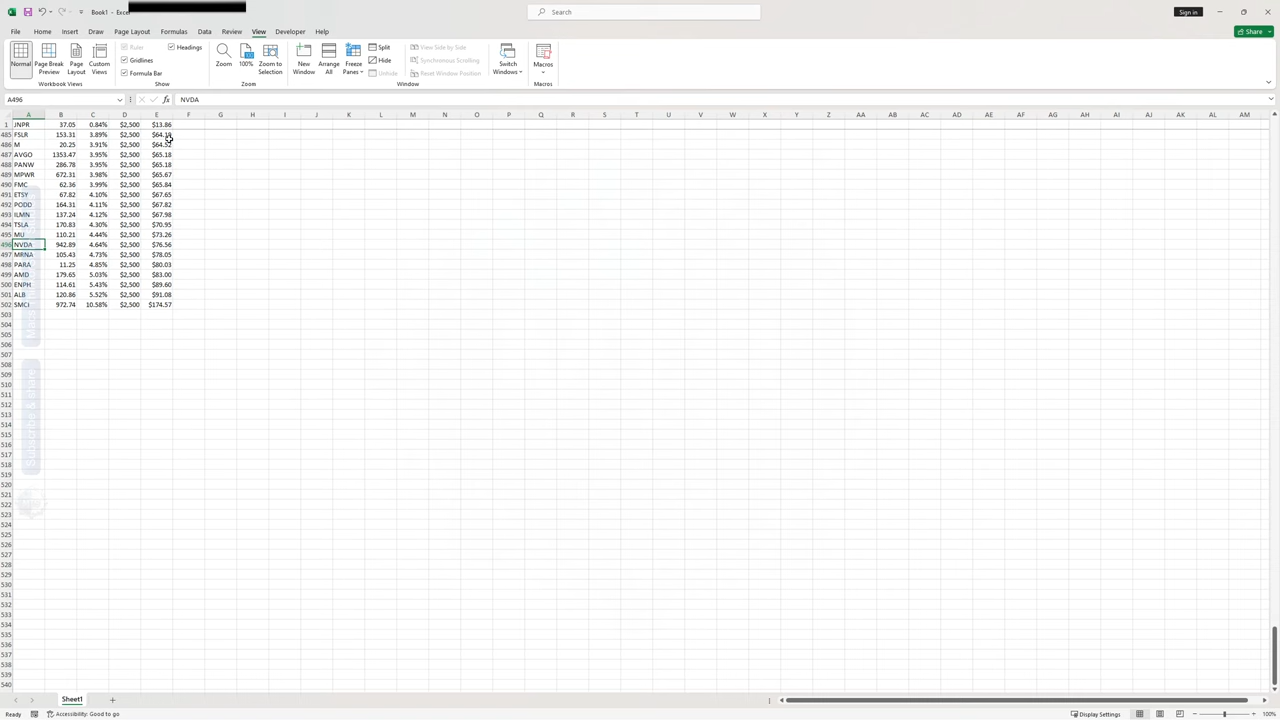 Book1 - Excel
Search
Sign in
File Home Insert Draw Page Layout Formulas Data Review View Developer Help
Share
Normal Page Break Preview Page Layout Custom Views
Workbook Views
Ruler Headings
Gridlines
Formula Bar
Show
Zoom 100% Zoom to Selection
Zoom
New Window Arrange All Freeze Panes
Split
Hide
Unhide
View Side by Side
Synchronous Scrolling
Reset Window Position
Window
Switch Windows
Macros
Macros
A496 fx NVDA
A B C D E F G H I J K L M N O P Q R S T U V W X Y Z AA AB AC AD AE AF AG AH AI AJ AK AL AM
1 JNPR 37.05 0.84% $2,500 $13.86
485 FSLR 153.31 3.89% $2,500
486 M 20.25 3.91% $2,500 $64.52
487 AVGO 1353.47 3.95% $2,500 $65.18
488 PANW 286.78 3.95% $2,500 $65.18
489 MPWR 672.31 3.98% $2,500 $65.67
490 FMC 62.36 3.99% $2,500 $65.84
491 ETSY 67.82 4.10% $2,500 $67.65
492 PODD 164.31 4.11% $2,500 $67.82
493 ILMN 137.24 4.12% $2,500 $67.98
494 TSLA 170.83 4.30% $2,500 $70.95
495 MU 110.21 4.44% $2,500 $73.26
496 NVDA 942.89 4.64% $2,500 $76.56
497 MRNA 105.43 4.73% $2,500 $78.05
498 PARA 11.25 4.85% $2,500 $80.03
499 AMD 179.65 5.03% $2,500 $83.00
500 ENPH 114.61 5.43% $2,500 $89.60
501 ALB 120.86 5.52% $2,500 $91.08
502 SMCI 972.74 10.58% $2,500 $174.57
503
504
505
506
507
508
509
510
511
512
513
514
515
516
517
518
519
520
521
522
523
524
525
526
527
528
529
530
531
532
533
534
535
536
537
538
539
540
Subscribe & share
Sheet1
Accessibility: Good to go
Display Settings
100%